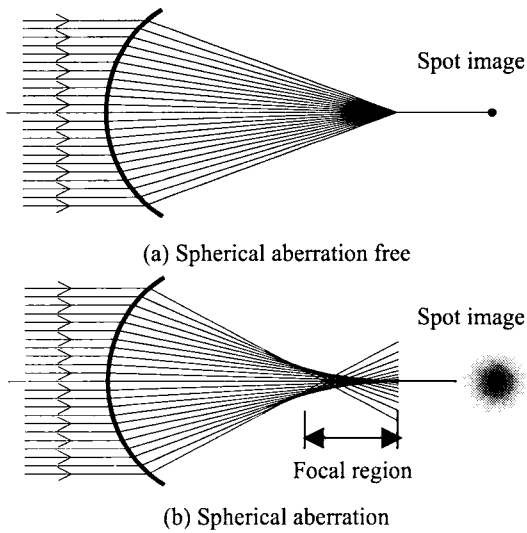 Spot image
(a) Spherical aberration free
Spot image
Focal region
(b) Spherical aberration